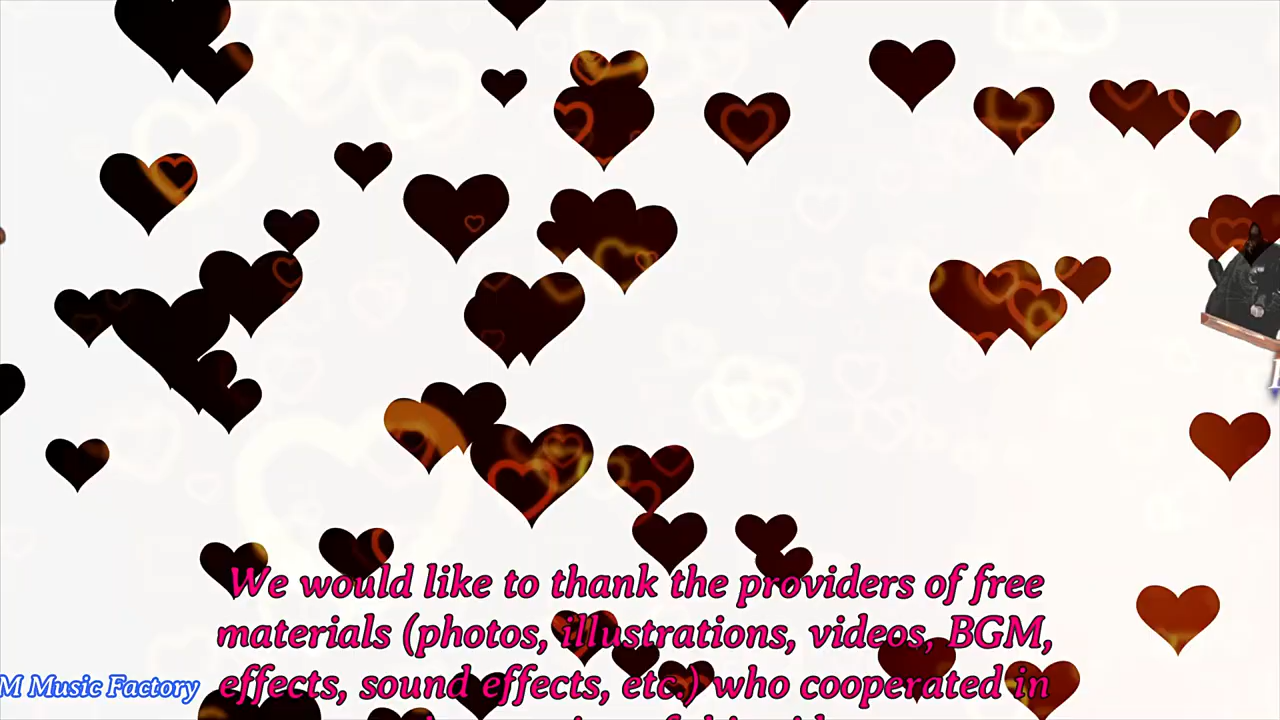 We would like to thank the providers of free
materials (photos, illustrations, videos, BGM,
effects, sound effects, etc.) who cooperated in
M Music Factory